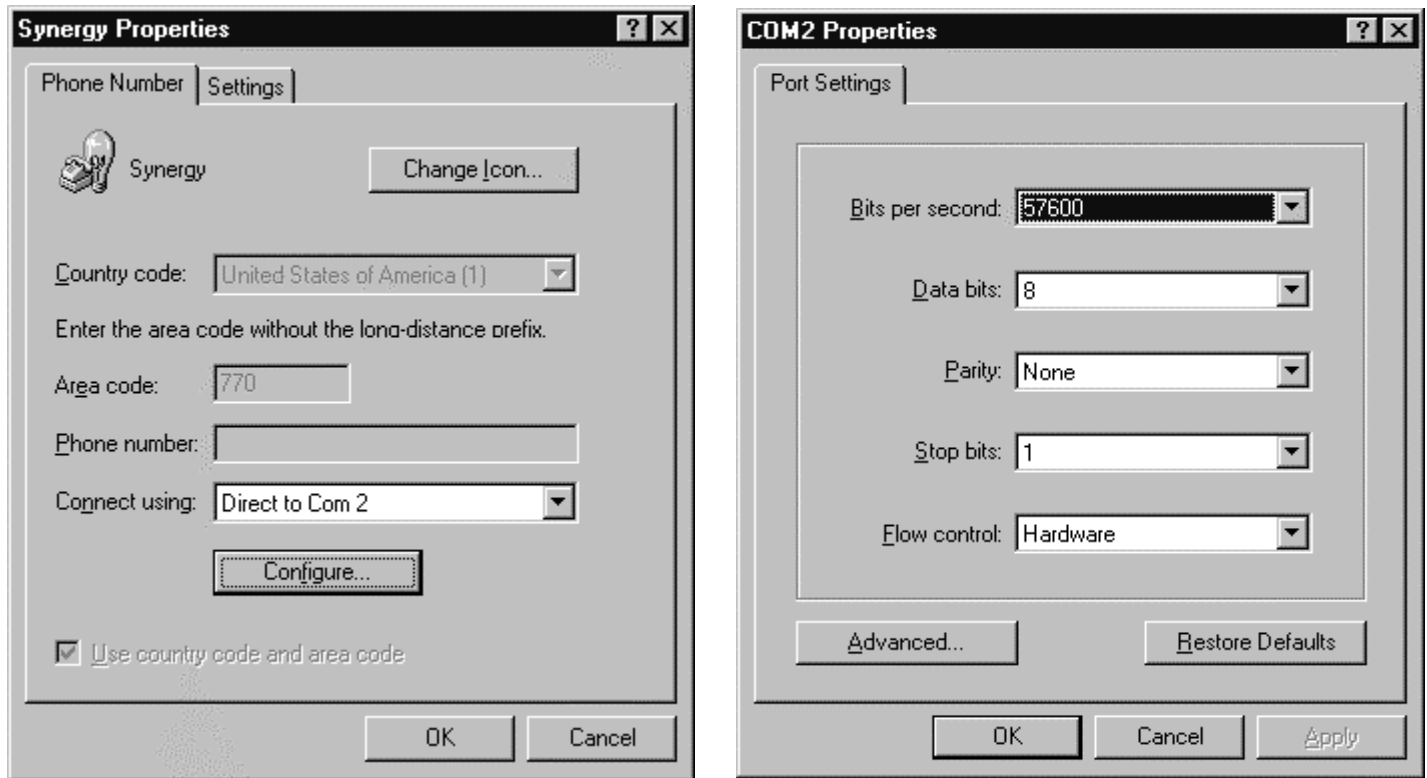 Synergy Properties
Phone Number
Settings
Synergy
Change Icon...
Country code:
United States of America (1)
Enter the area code without the long-distance prefix.
Area code:
770
Phone number:
Connect using:
Direct to Com 2
Configure...
Use country code and area code
OK
Cancel
COM2 Properties
Port Settings
Bits per second:
57600
Data bits:
8
Parity:
None
Stop bits:
1
Flow control:
Hardware
Advanced...
Restore Defaults
OK
Cancel
Apply